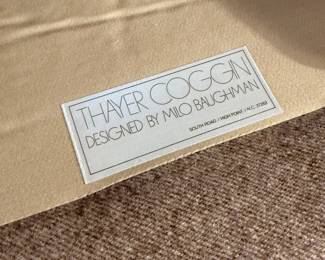 THAYER COGGIN
DESIGNED BY MILO BAUGHMAN
SOUTH ROAD / HIGH POINT / N.C. 27262